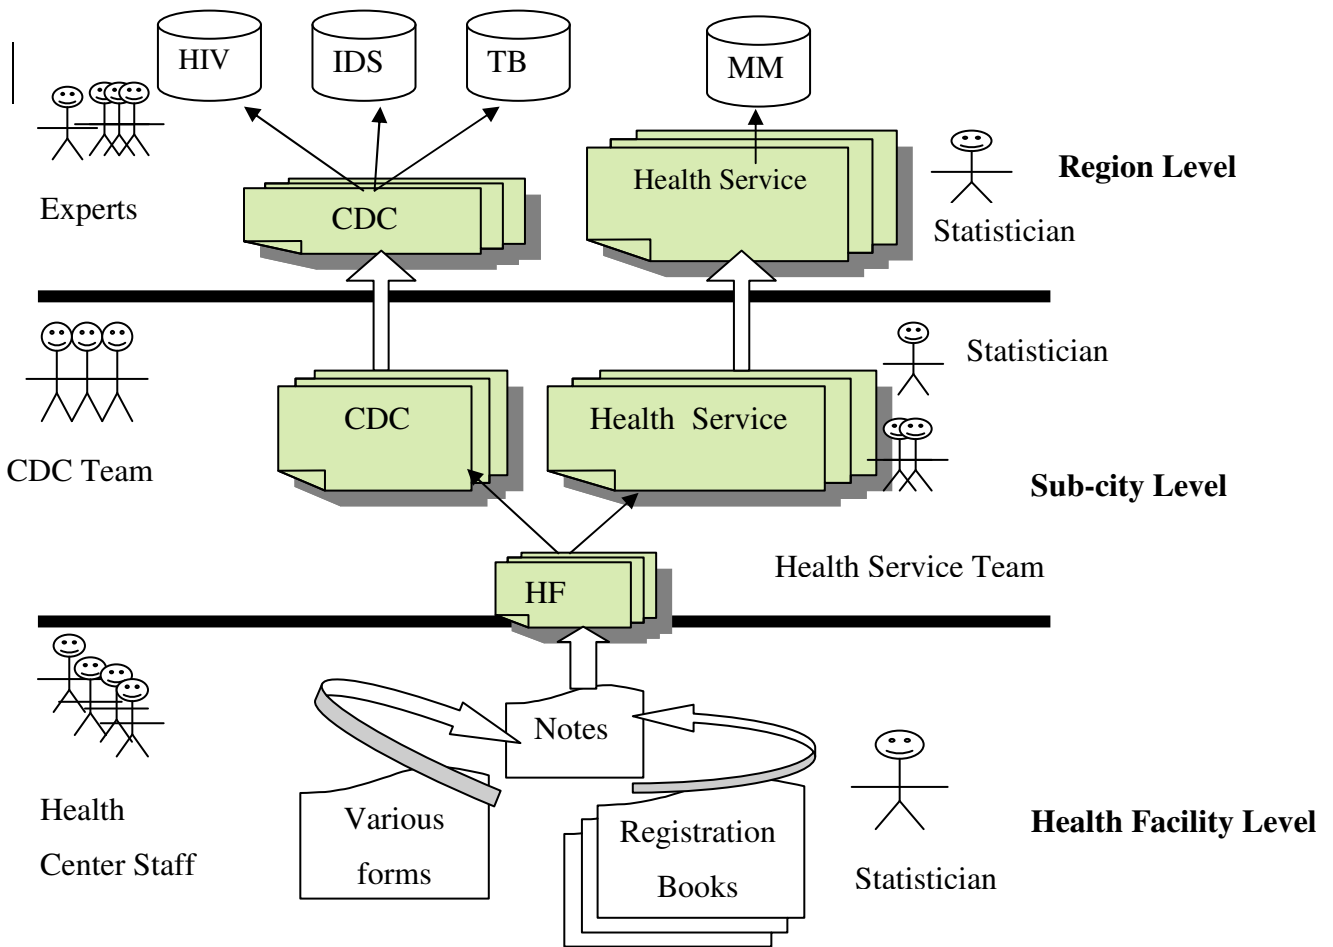 HIV
IDS
TB
MM
Experts
CDC
Health Service
Statistician
Region Level
CDC Team
CDC
Health Service
Statistician
Sub-city Level
HF
Health Service Team
Notes
Health
Center Staff
Various
forms
Registration
Books
Statistician
Health Facility Level